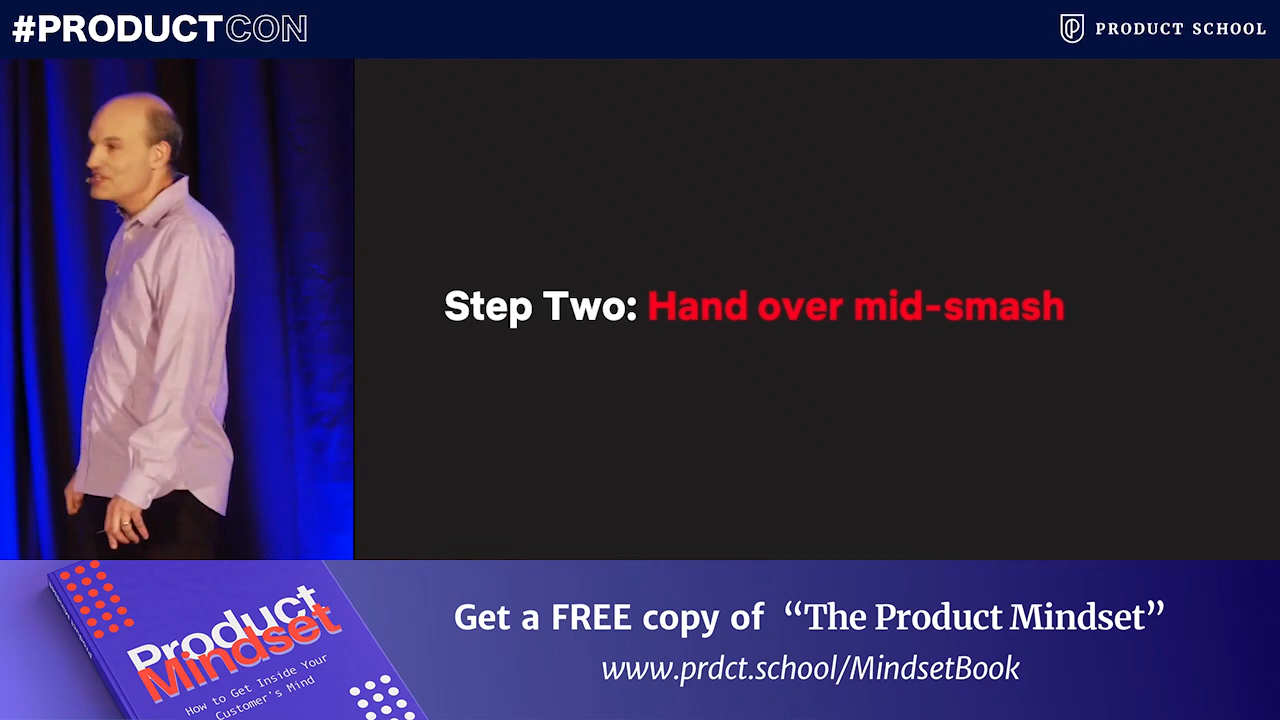 #PRODUCTCON
PRODUCT SCHOOL
Step Two: Hand over mid-smash
Product
Mindset
How to Get Inside Your
Customer's Mind
Get a FREE copy of “The Product Mindset”
www.prdct.school/MindsetBook